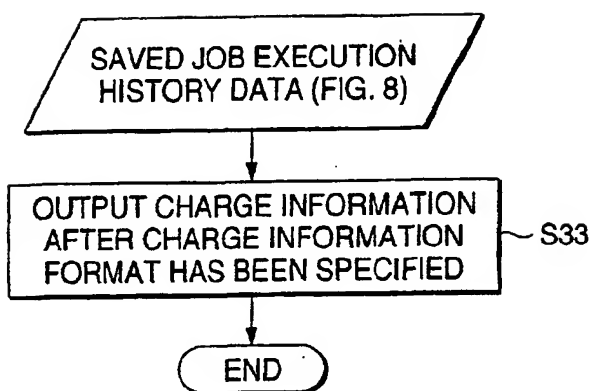 SAVED JOB EXECUTION
HISTORY DATA (FIG. 8)
OUTPUT CHARGE INFORMATION
AFTER CHARGE INFORMATION
FORMAT HAS BEEN SPECIFIED
S33
END